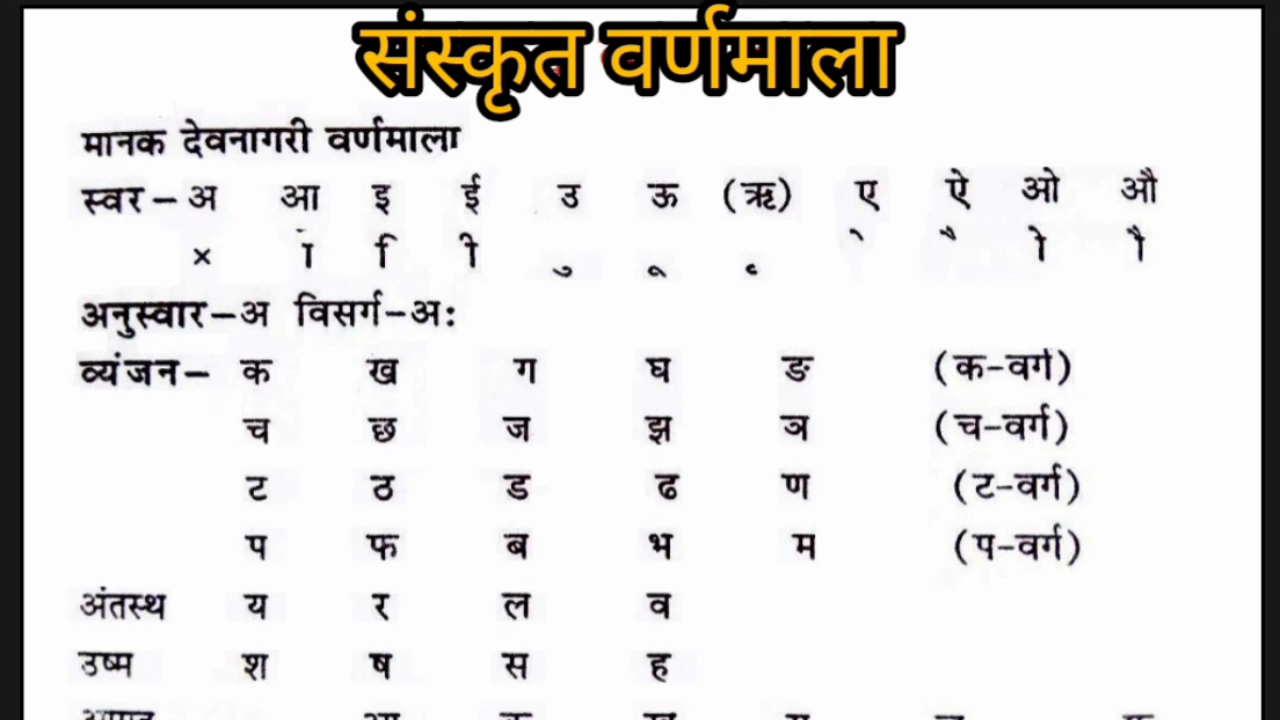 संस्कृत वर्णमाला
मानक देवनागरी वर्णमाला
स्वर – अ आ इ ई उ ऊ (ऋ) ए ऐ ओ औ
× ा ि ी ु ू ृ े ै ो ौ
अनुस्वार – अ विसर्ग – अः
व्यंजन – क ख ग घ ङ (क-वर्ग)
च छ ज झ ञ (च-वर्ग)
ट ठ ड ढ ण (ट-वर्ग)
प फ ब भ म (प-वर्ग)
अंतस्थ य र ल व
उष्म श ष स ह